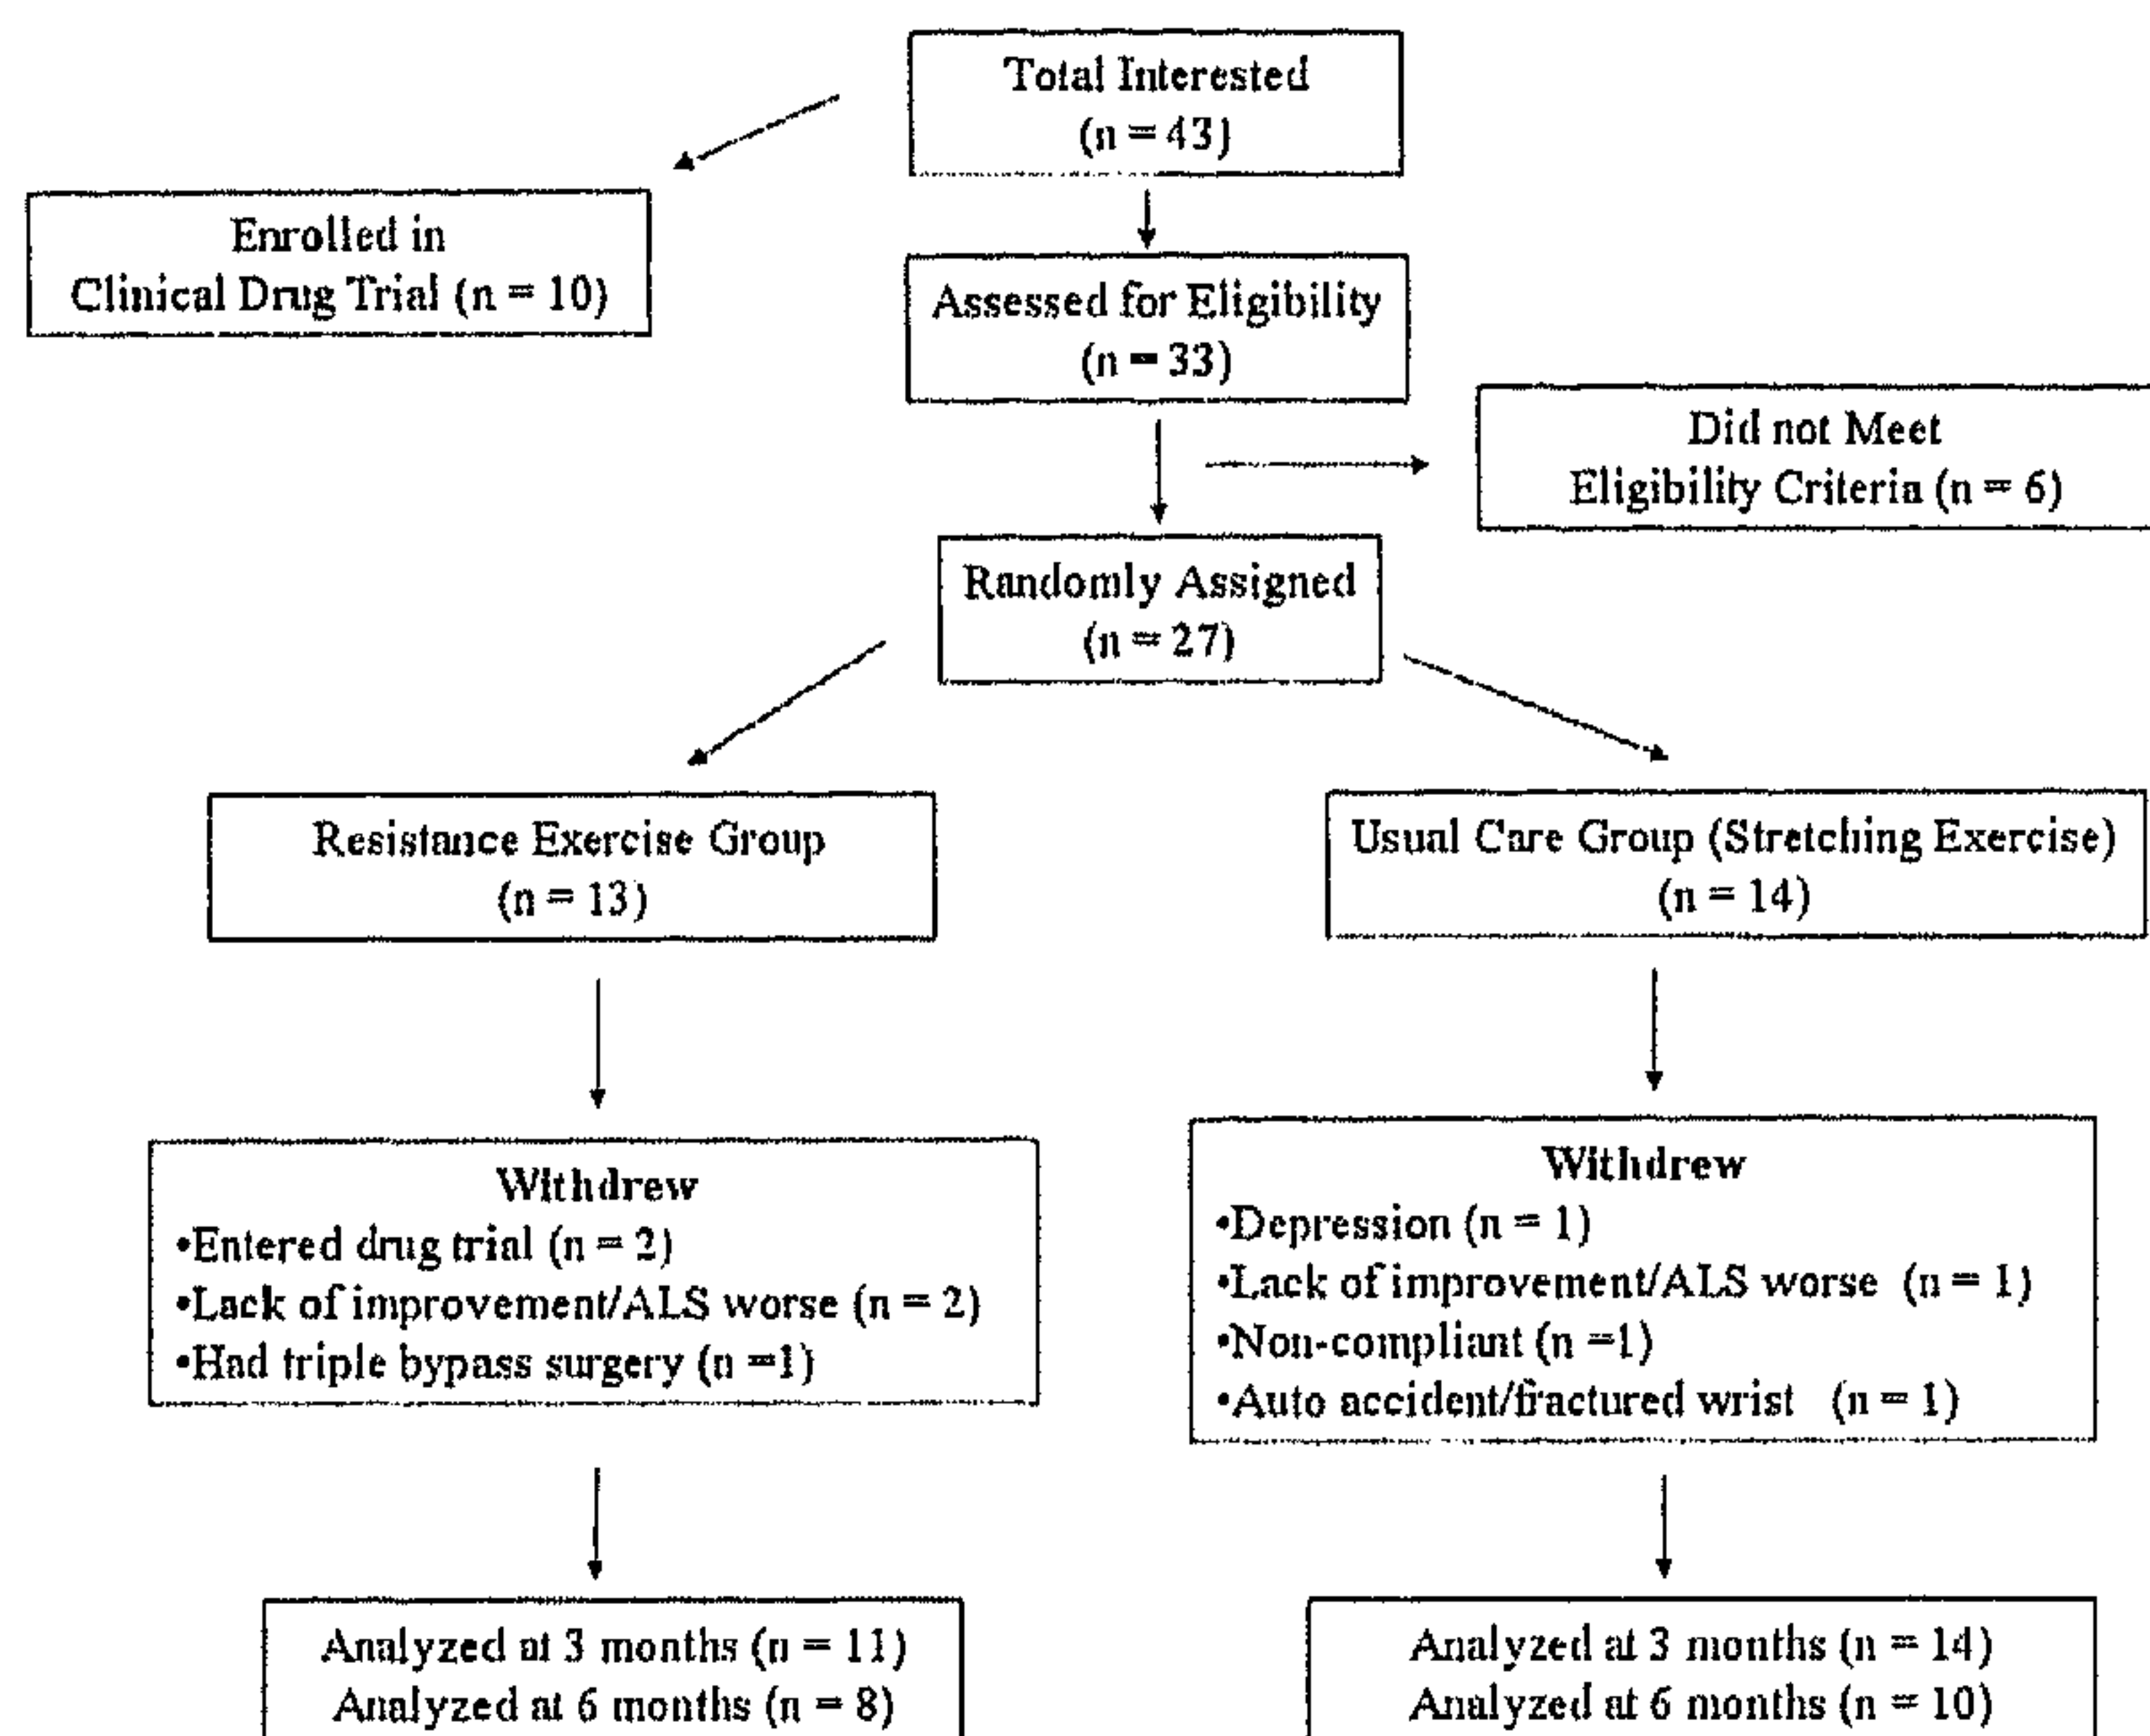 Total Interested
(n = 43)
Enrolled in
Clinical Drug Trial (n = 10)
Assessed for Eligibility
(n = 33)
Did not Meet
Eligibility Criteria (n = 6)
Randomly Assigned
(n = 27)
Resistance Exercise Group
(n = 13)
Usual Care Group (Stretching Exercise)
(n = 14)
Withdrew
•Entered drug trial (n = 2)
•Lack of improvement/ALS worse (n = 2)
•Had triple bypass surgery (n =1)
Withdrew
•Depression (n = 1)
•Lack of improvement/ALS worse (n = 1)
•Non-compliant (n =1)
•Auto accident/fractured wrist (n = 1)
Analyzed at 3 months (n = 11)
Analyzed at 6 months (n = 8)
Analyzed at 3 months (n = 14)
Analyzed at 6 months (n = 10)